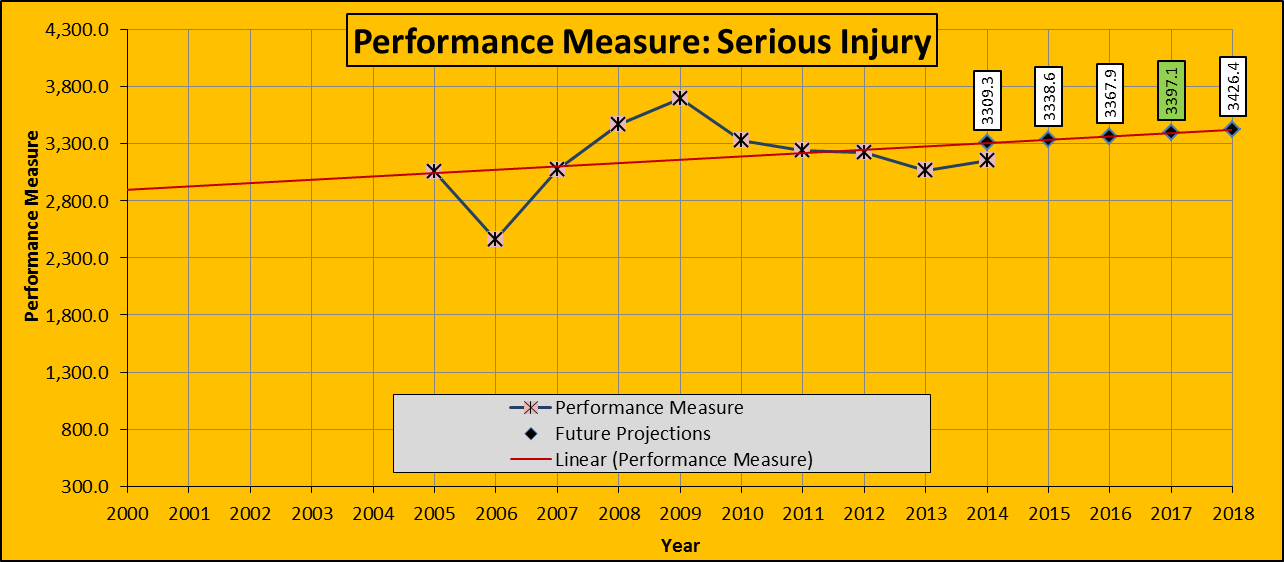 Performance Measure: Serious Injury
Performance Measure
4,300.0
3,800.0
3,300.0
2,800.0
2,300.0
1,800.0
1,300.0
800.0
300.0
3309.3
3338.6
3367.9
3397.1
3426.4
Performance Measure
Future Projections
Linear (Performance Measure)
2000 2001 2002 2003 2004 2005 2006 2007 2008 2009 2010 2011 2012 2013 2014 2015 2016 2017 2018
Year